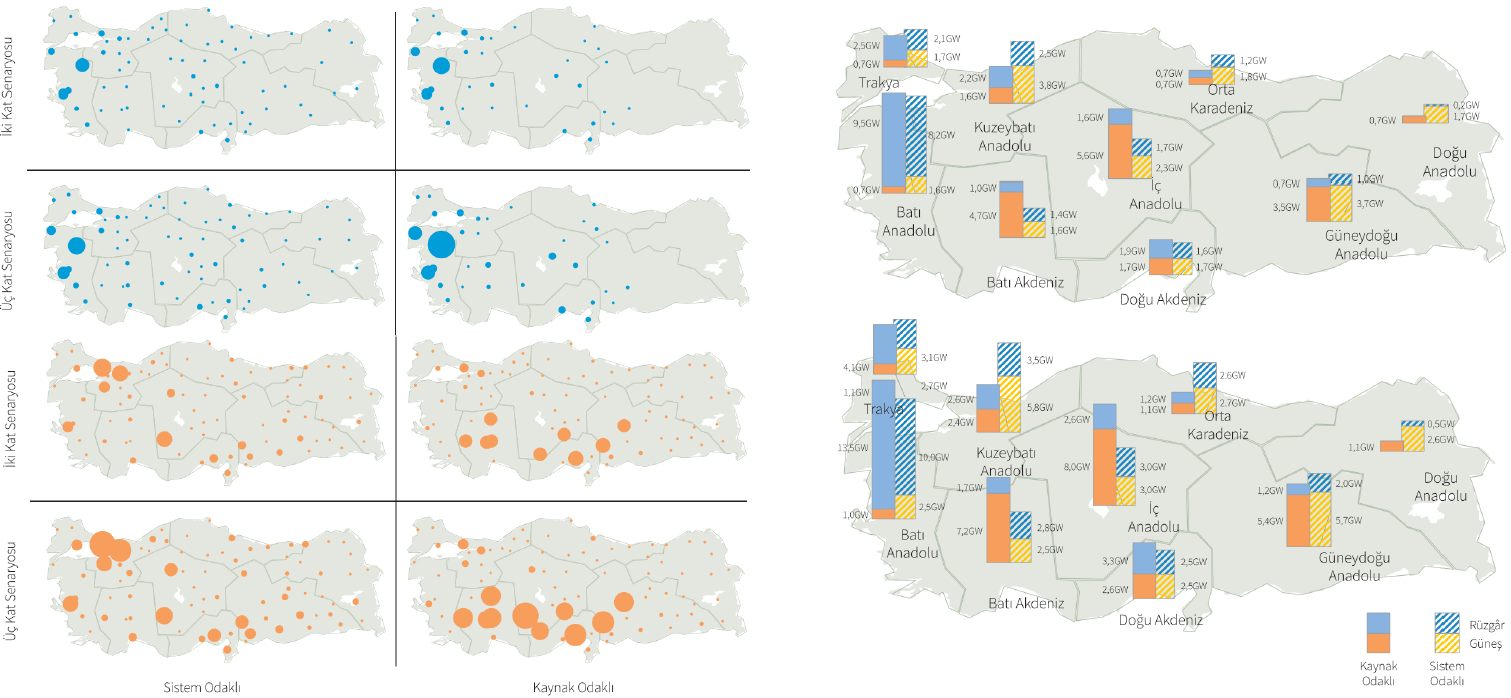 İki Kat Senaryosu
Üç Kat Senaryosu
İki Kat Senaryosu
Üç Kat Senaryosu
Sistem Odaklı
Kaynak Odaklı
2,5GW
0,7GW
2,1GW
1,7GW
Trakya
2,2GW
1,6GW
2,5GW
3,8GW
Kuzeybatı
Anadolu
0,7GW
0,7GW
1,2GW
1,8GW
Orta
Karadeniz
0,7GW
0,2GW
1,7GW
Doğu
Anadolu
9,5GW
0,7GW
8,2GW
1,6GW
Batı
Anadolu
1,6GW
5,6GW
1,7GW
2,3GW
İç
Anadolu
1,0GW
4,7GW
1,4GW
1,6GW
Batı Akdeniz
0,7GW
3,5GW
1,0GW
3,7GW
Güneydoğu
Anadolu
1,9GW
1,7GW
1,6GW
1,7GW
Doğu Akdeniz
4,1GW
1,1GW
3,1GW
2,7GW
Trakya
2,6GW
2,4GW
3,5GW
5,8GW
Kuzeybatı
Anadolu
1,2GW
1,1GW
2.6GW
2.7GW
Orta
Karadeniz
1,1GW
0,5GW
2,6GW
Doğu
Anadolu
13,5GW
1,0GW
10,0GW
2,5GW
Batı
Anadolu
2,6GW
8,0GW
3,0GW
3,0GW
İç
Anadolu
1,7GW
7,2GW
2,8GW
2,5GW
Batı Akdeniz
1,2GW
5,4GW
2,0GW
5,7GW
Güneydoğu
Anadolu
3,3GW
2,6GW
2,5GW
2,5GW
Doğu Akdeniz
Rüzgâr
Güneş
Kaynak
Odaklı
Sistem
Odaklı